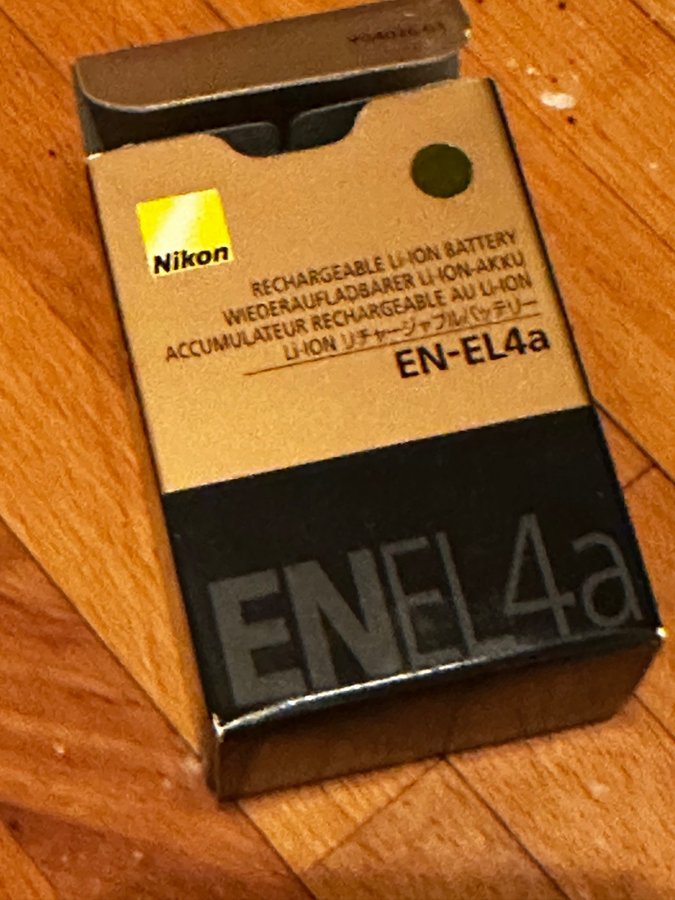 Nikon
RECHARGEABLE LI-ION BATTERY
WIEDERAUFLADBARER LI-ION-AKKU
ACCUMULATEUR RECHARGEABLE AU LI-ION
LI-ION リチャージャブルバッテリー
EN-EL4a
ENEL4a